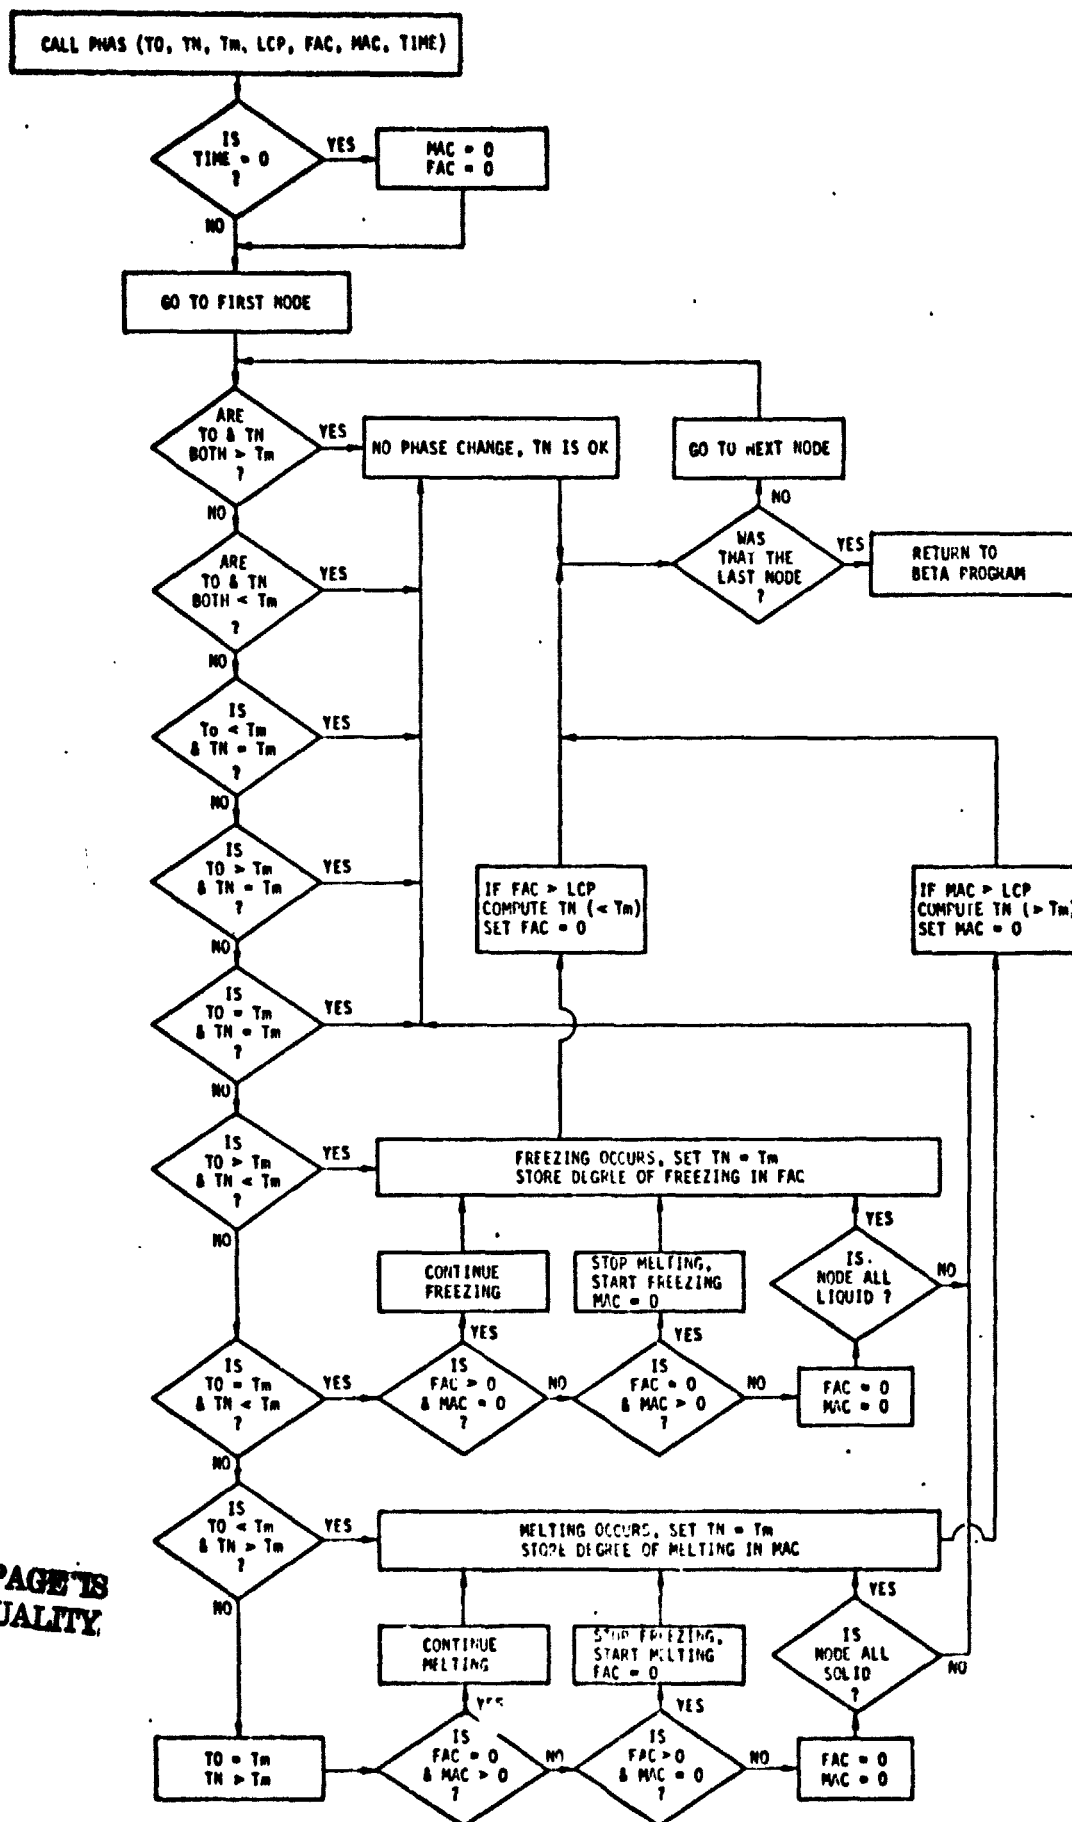 CALL PHAS (TO, TN, Tm, LCP, FAC, MAC, TIME)
IS
TIME = 0
?
YES
MAC = 0
FAC = 0
NO
GO TO FIRST NODE
ARE
TO & TN
BOTH > Tm
?
YES
NO PHASE CHANGE, TN IS OK
GO TO NEXT NODE
NO
NO
ARE
TO & TN
BOTH < Tm
?
YES
WAS
THAT THE
LAST NODE
?
YES
RETURN TO
BETA PROGRAM
NO
IS
To < Tm
& TN = Tm
?
YES
NO
IS
TO > Tm
& TN = Tm
?
YES
IF FAC > LCP
COMPUTE TN (< Tm)
SET FAC = 0
IF MAC > LCP
COMPUTE TN (> Tm)
SET MAC = 0
NO
IS
TO = Tm
& TN = Tm
?
YES
NO
IS
TO > Tm
& TN < Tm
?
YES
FREEZING OCCURS, SET TN = Tm
STORE DEGREE OF FREEZING IN FAC
NO
CONTINUE
FREEZING
STOP MELTING,
START FREEZING
MAC = 0
YES
IS
NODE ALL
LIQUID ?
NO
YES
YES
IS
TO = Tm
& TN < Tm
?
YES
IS
FAC > 0
& MAC = 0
?
NO
IS
FAC = 0
& MAC > 0
?
NO
FAC = 0
MAC = 0
NO
IS
TO < Tm
& TN > Tm
?
YES
MELTING OCCURS, SET TN = Tm
STORE DEGREE OF MELTING IN MAC
NO
PAGE IS
UALITY
CONTINUE
MELTING
STOP FREEZING,
START MELTING
FAC = 0
YES
IS
NODE ALL
SOLID
?
NO
YES
YES
TO = Tm
TN > Tm
IS
FAC = 0
& MAC > 0
?
NO
IS
FAC > 0
& MAC = 0
?
NO
FAC = 0
MAC = 0